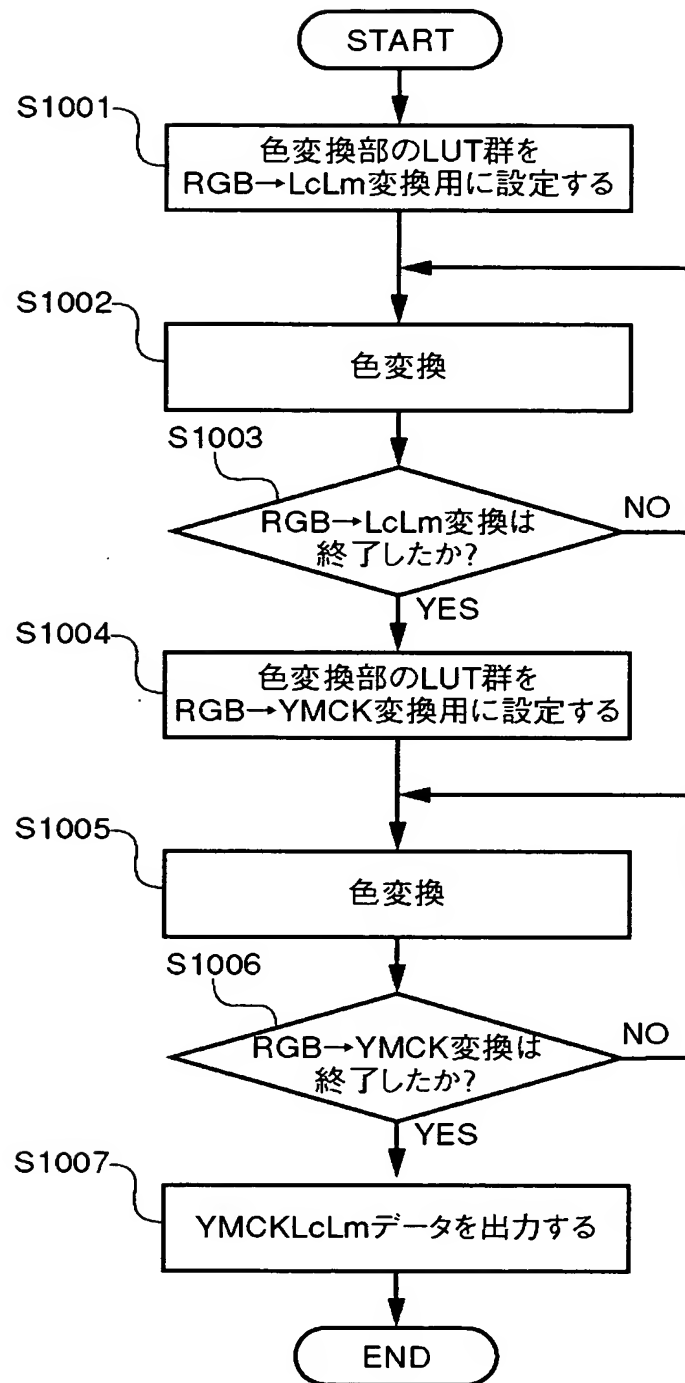 START
S1001
色変換部のLUT群を
RGB→LcLm変換用に設定する
S1002
色変換
S1003
RGB→LcLm変換は
終了したか?
NO
YES
S1004
色変換部のLUT群を
RGB→YMCK変換用に設定する
S1005
色変換
S1006
RGB→YMCK変換は
終了したか?
NO
YES
S1007
YMCKLcLmデータを出力する
END